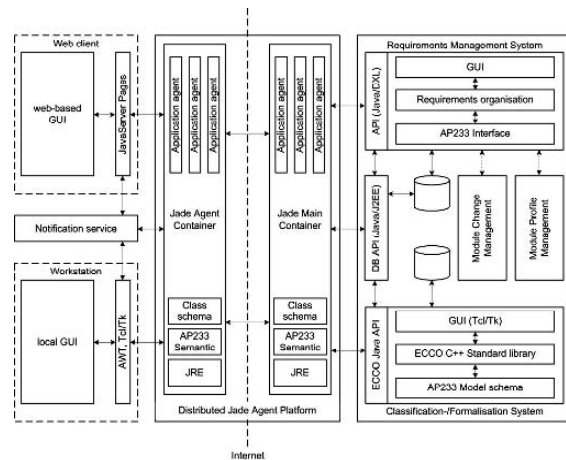 Web client
web-based
GUI
JavaServer Pages
Notification service
Workstation
local GUI
AWT, Tcl/Tk
Application agent
Application agent
Application agent
Jade Agent
Container
Class
schema
AP233
Semantic
JRE
Application agent
Application agent
Application agent
Jade Main
Container
Class
schema
AP233
Semantic
JRE
Distributed Jade Agent Platform
Internet
Requirements Management System
API (Java/DXL)
GUI
Requirements organisation
AP233 Interface
DB API (Java/J2EE)
Module Change
Management
Module Profile
Management
ECCO Java API
GUI (Tcl/Tk)
ECCO C++ Standard library
AP233 Model schema
Classification-/Formalisation System